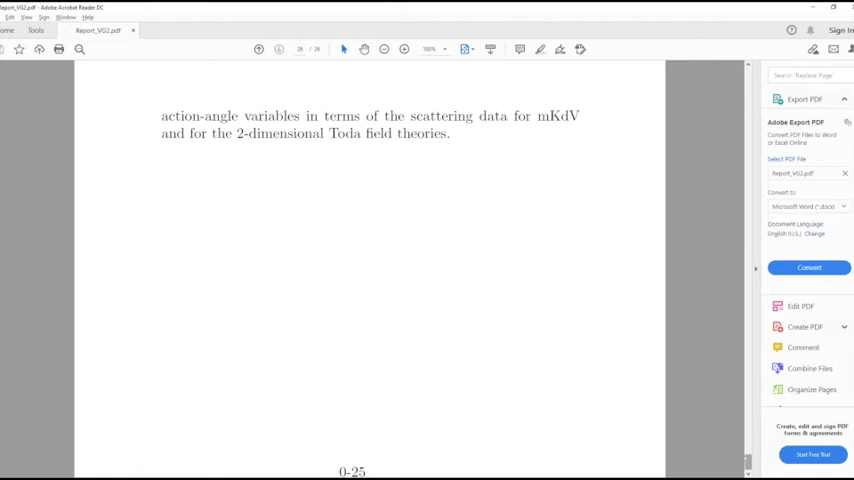 Report_VG2.pdf - Adobe Acrobat Reader DC
Edit View Sign Window Help
Tools
Report_VG2.pdf ×
Sign In
28 / 28
100%
Search 'Replace Page'
Export PDF
Adobe Export PDF
Convert PDF Files to Word
or Excel Online
Select PDF File
Report_VG2.pdf
Convert to
Microsoft Word (*.docx)
Document Language:
English (U.S.) Change
Convert
Edit PDF
Create PDF
Comment
Combine Files
Organize Pages
Create, edit and sign PDF
forms & agreements
Start Free Trial
action-angle variables in terms of the scattering data for mKdV
and for the 2-dimensional Toda field theories.
0-25